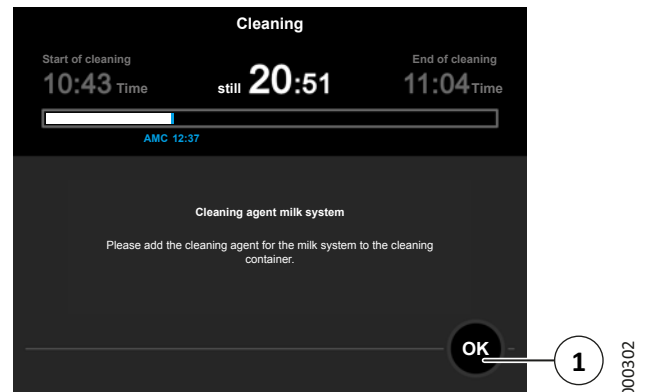 Cleaning
Start of cleaning
10:43 Time
still 20:51
End of cleaning
11:04 Time
AMC 12:37
Cleaning agent milk system
Please add the cleaning agent for the milk system to the cleaning
container.
OK
1